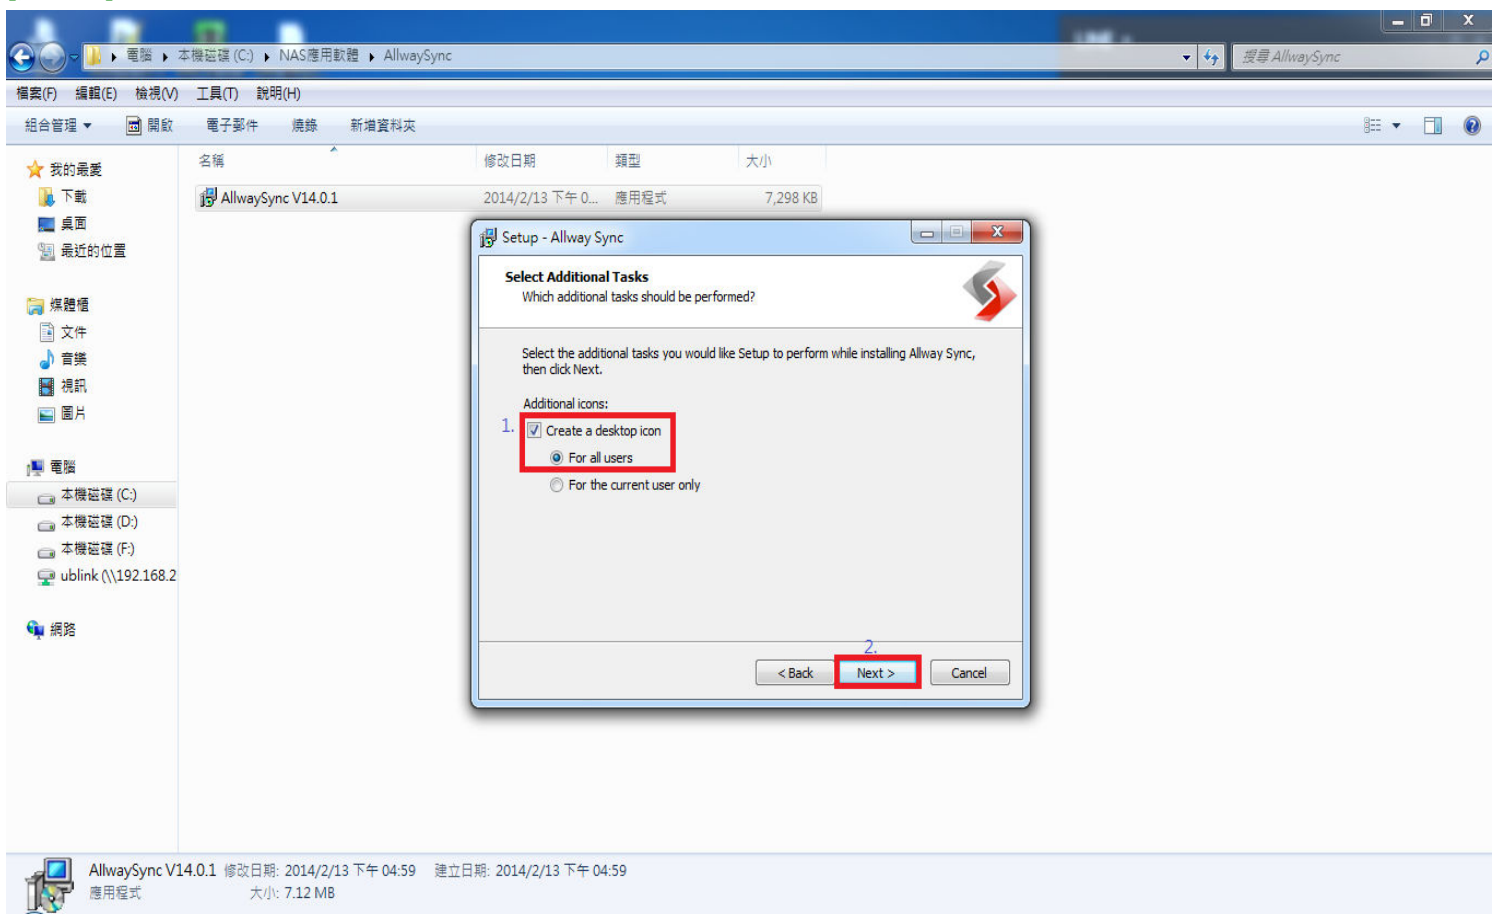 電腦 ▸ 本機磁碟 (C:) ▸ NAS應用軟體 ▸ AllwaySync
搜尋 AllwaySync
檔案(F) 編輯(E) 檢視(V) 工具(T) 說明(H)
組合管理 ▼ 開啟 電子郵件 燒錄 新增資料夾
名稱 修改日期 類型 大小
AllwaySync V14.0.1 2014/2/13 下午 0... 應用程式 7,298 KB
我的最愛
下載
桌面
最近的位置
媒體櫃
文件
音樂
視訊
圖片
電腦
本機磁碟 (C:)
本機磁碟 (D:)
本機磁碟 (F:)
ublink (\\192.168.2
網路
Setup - Allway Sync
Select Additional Tasks
Which additional tasks should be performed?
Select the additional tasks you would like Setup to perform while installing Allway Sync,
then click Next.
Additional icons:
1. Create a desktop icon
For all users
For the current user only
2.
< Back Next > Cancel
AllwaySync V14.0.1 修改日期: 2014/2/13 下午 04:59 建立日期: 2014/2/13 下午 04:59
應用程式 大小: 7.12 MB